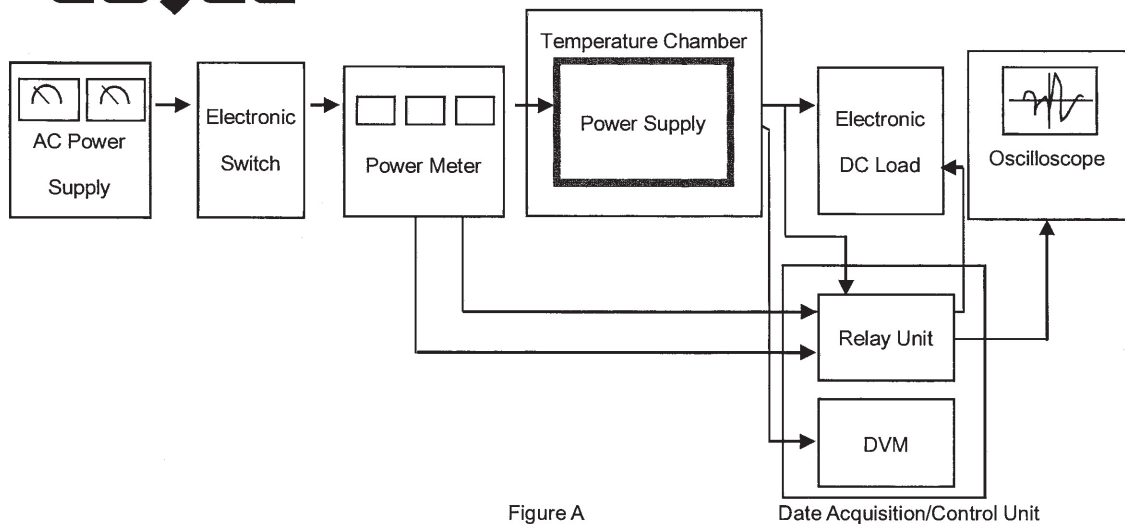 Temperature Chamber
AC Power
Supply
Electronic
Switch
Power Meter
Power Supply
Electronic
DC Load
Oscilloscope
Relay Unit
DVM
Figure A
Date Acquisition/Control Unit